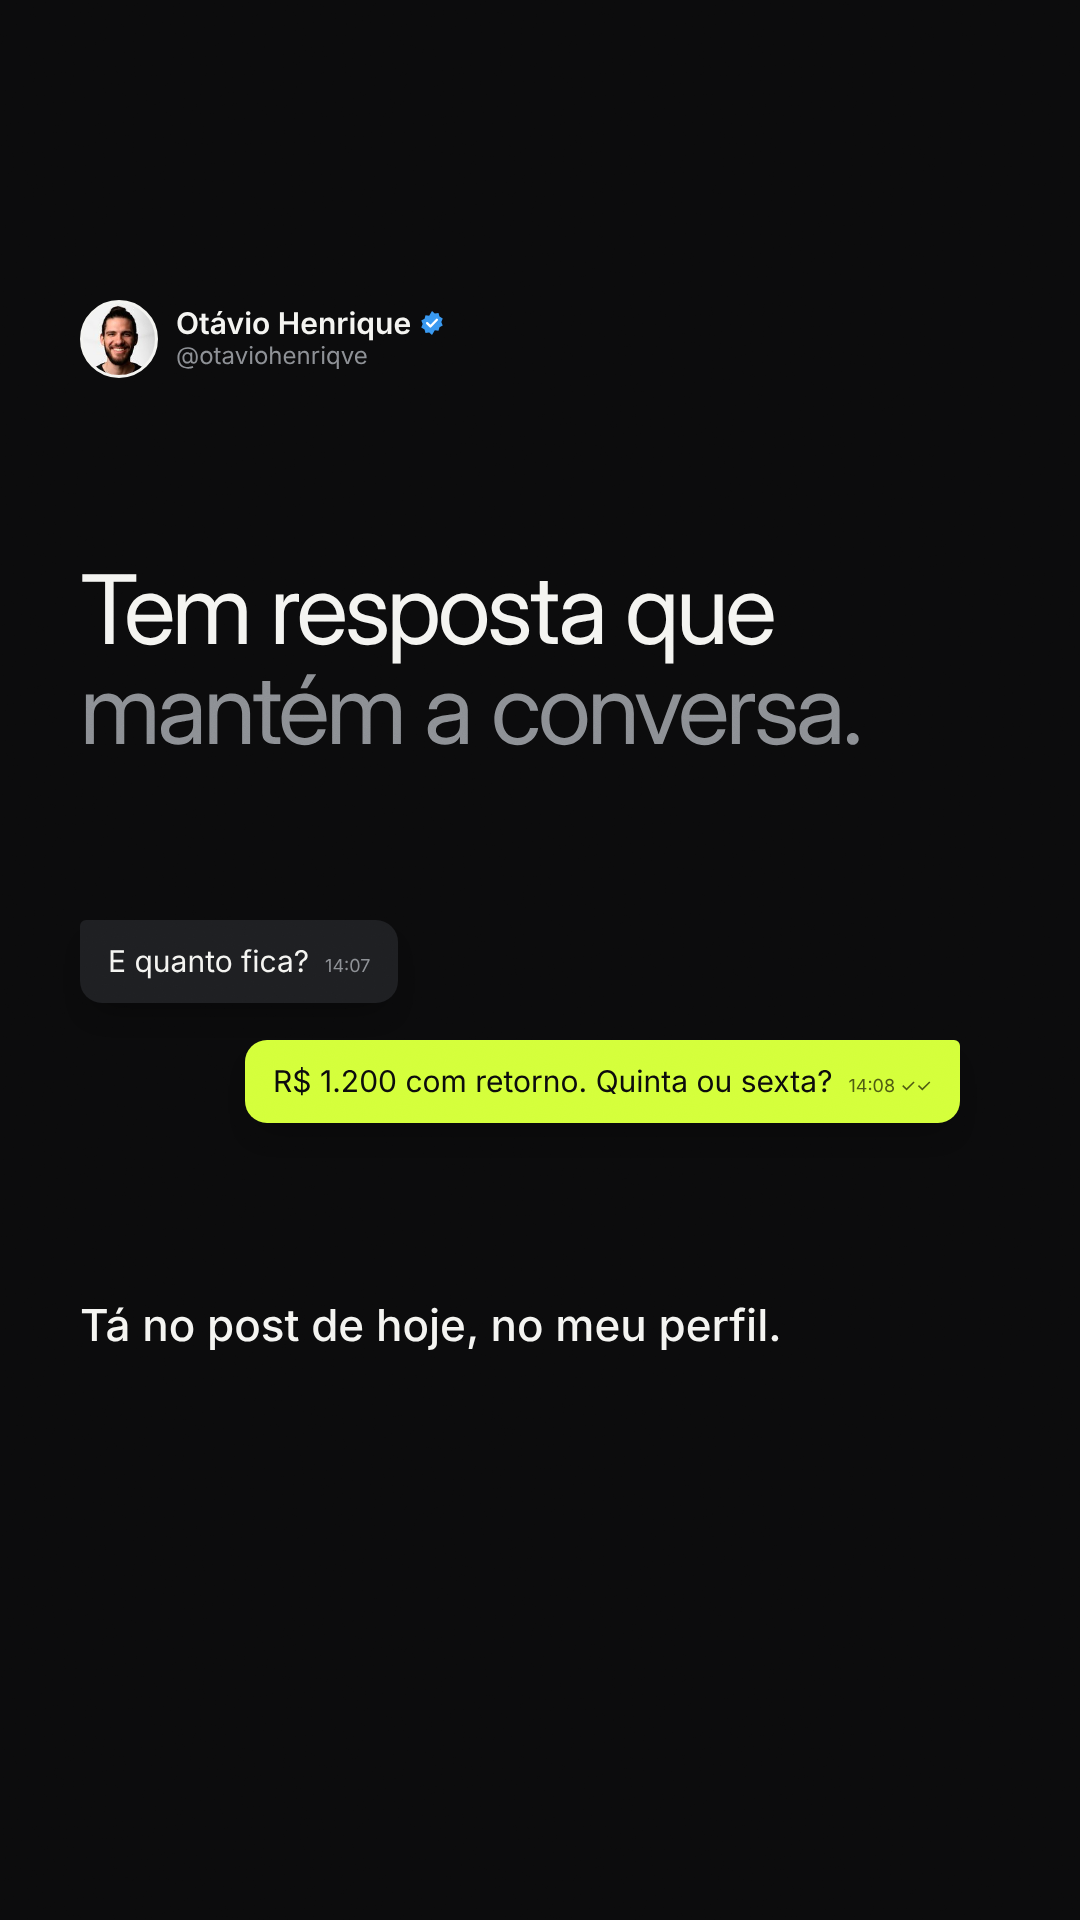 Otávio Henrique
@otaviohenriqve
Tem resposta que
mantém a conversa.
E quanto fica? 14:07
R$ 1.200 com retorno. Quinta ou sexta? 14:08 ✓✓
Tá no post de hoje, no meu perfil.